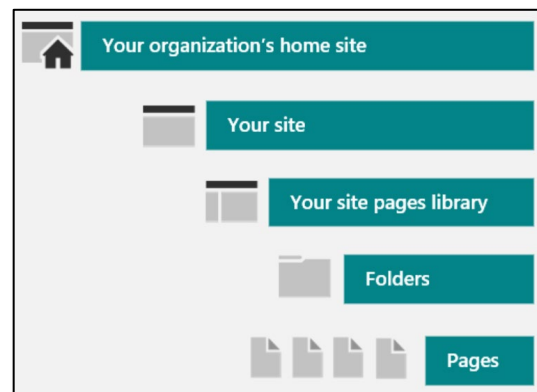 Your organization’s home site
Your site
Your site pages library
Folders
Pages